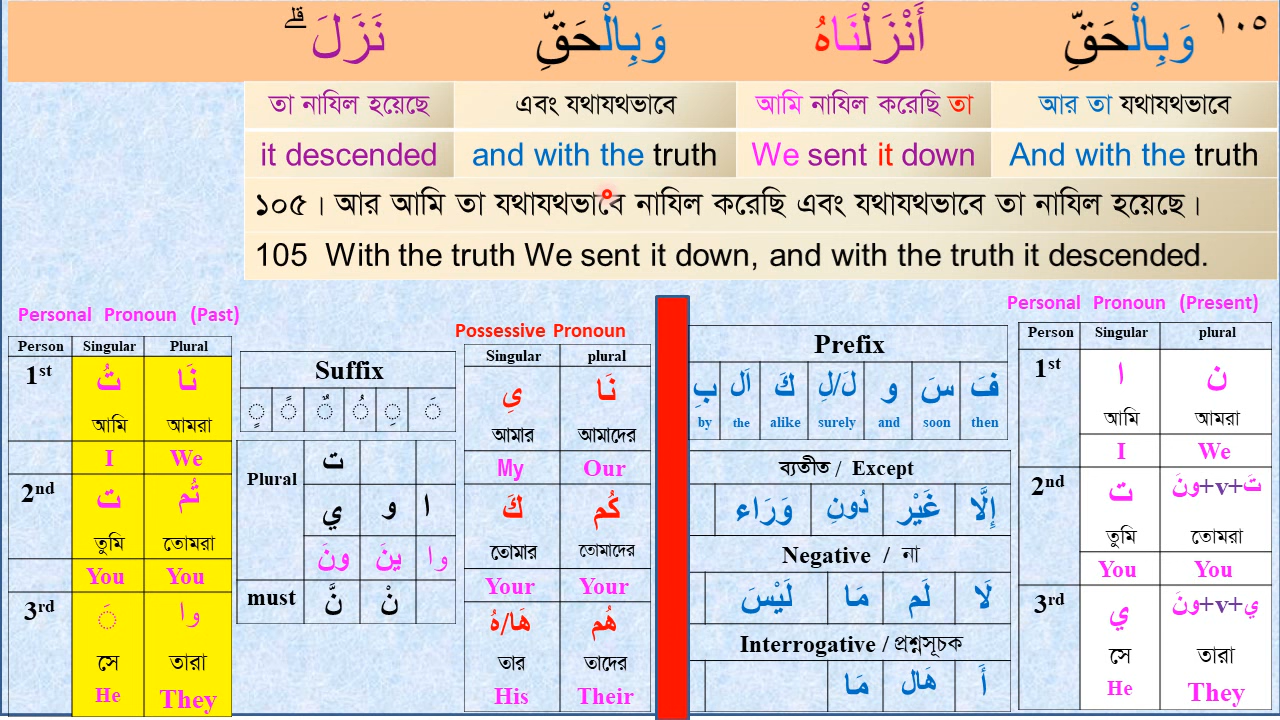 ١٠٥ وَبِالْحَقِّ أَنْزَلْنَاهُ وَبِالْحَقِّ نَزَلَ ۗ
তা নাযিল হয়েছে এবং যথাযথভাবে আমি নাযিল করেছি তা আর তা যথাযথভাবে
it descended and with the truth We sent it down And with the truth
১০৫। আর আমি তা যথাযথভাবে নাযিল করেছি এবং যথাযথভাবে তা নাযিল হয়েছে।
105 With the truth We sent it down, and with the truth it descended.
Personal Pronoun (Past)
Person Singular Plural
1st تُ نَا
আমি আমরা
I We
2nd ت تُم
তুমি তোমরা
You You
3rd َ وا
সে তারা
He They
Suffix
ٍ ً ٌ ُ ِ َ
Plural ت
ي و ا
ونَ ينَ وا
must نَّ نْ
Possessive Pronoun
Singular plural
يِ نَا
আমার আমাদের
My Our
كَ كُم
তোমার তোমাদের
Your Your
هَا/هُ هُم
তার তাদের
His Their
Prefix
بِ اَل كَ لَ/لِ و سَ فَ
by the alike surely and soon then
ব্যতীত / Except
وَرَاء دُونِ غَيْر إِلَّا
Negative / না
لَيْسَ مَا لَم لَا
Interrogative / প্রশ্নসূচক
مَا هَال أَ
Personal Pronoun (Present)
Person Singular plural
1st ا ن
আমি আমরা
I We
2nd ت تَ+v+ونَ
তুমি তোমরা
You You
3rd ي ي+v+ونَ
সে তারা
He They